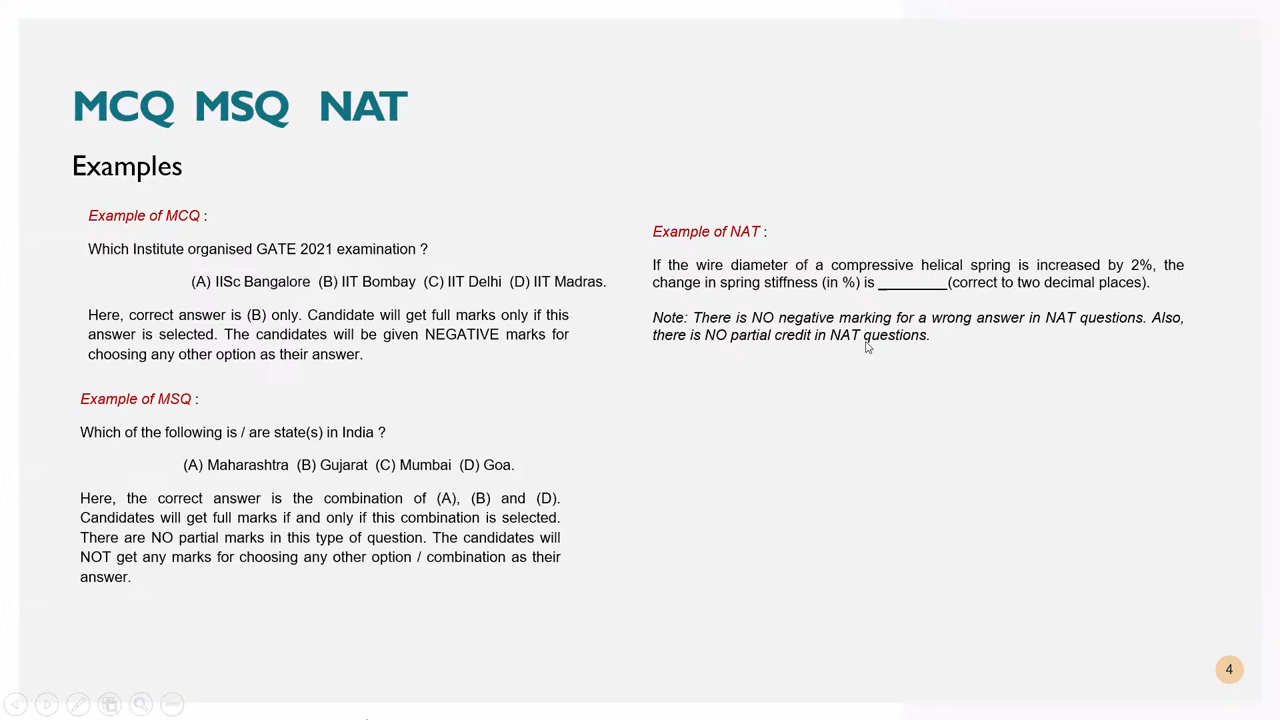 MCQ MSQ NAT
Examples
Example of MCQ :
Which Institute organised GATE 2021 examination ?
(A) IISc Bangalore (B) IIT Bombay (C) IIT Delhi (D) IIT Madras.
Here, correct answer is (B) only. Candidate will get full marks only if this
answer is selected. The candidates will be given NEGATIVE marks for
choosing any other option as their answer.
Example of MSQ :
Which of the following is / are state(s) in India ?
(A) Maharashtra (B) Gujarat (C) Mumbai (D) Goa.
Here, the correct answer is the combination of (A), (B) and (D).
Candidates will get full marks if and only if this combination is selected.
There are NO partial marks in this type of question. The candidates will
NOT get any marks for choosing any other option / combination as their
answer.
Example of NAT :
If the wire diameter of a compressive helical spring is increased by 2%, the
change in spring stiffness (in %) is _________(correct to two decimal places).
Note: There is NO negative marking for a wrong answer in NAT questions. Also,
there is NO partial credit in NAT questions.
4